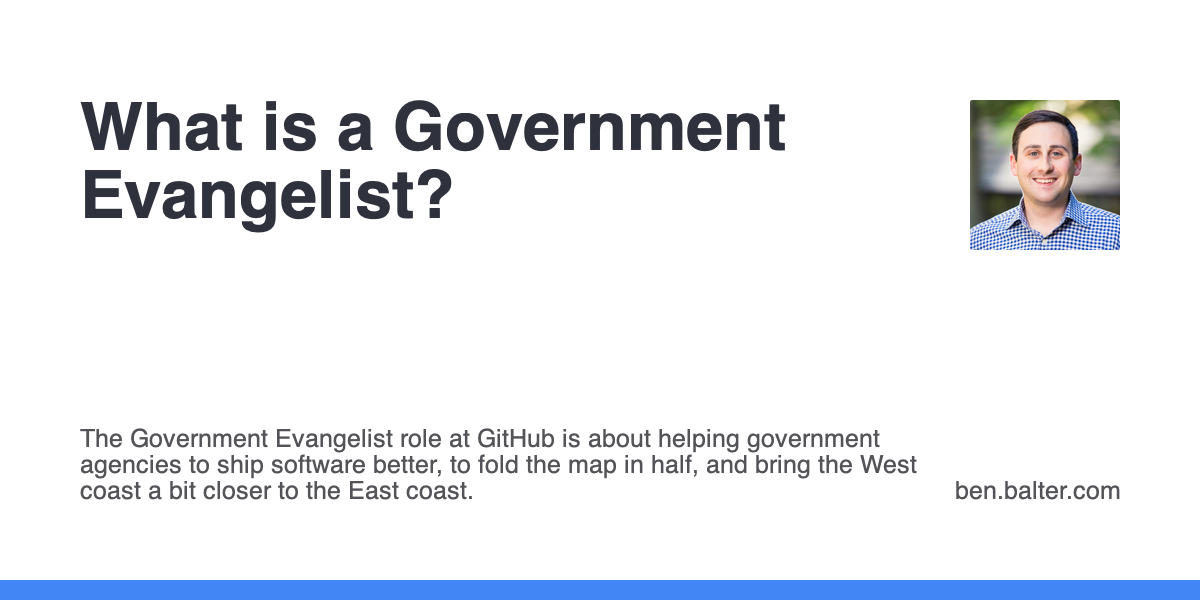 What is a Government
Evangelist?
The Government Evangelist role at GitHub is about helping government
agencies to ship software better, to fold the map in half, and bring the West
coast a bit closer to the East coast.
ben.balter.com